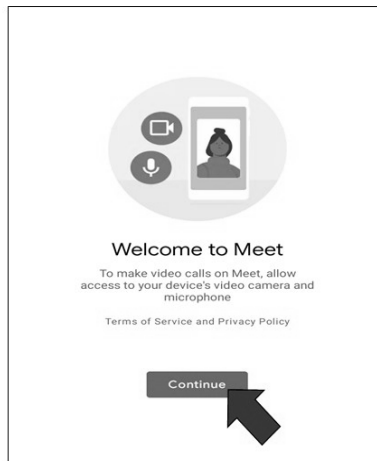 Welcome to Meet
To make video calls on Meet, allow
access to your device's video camera and
microphone
Terms of Service and Privacy Policy
Continue